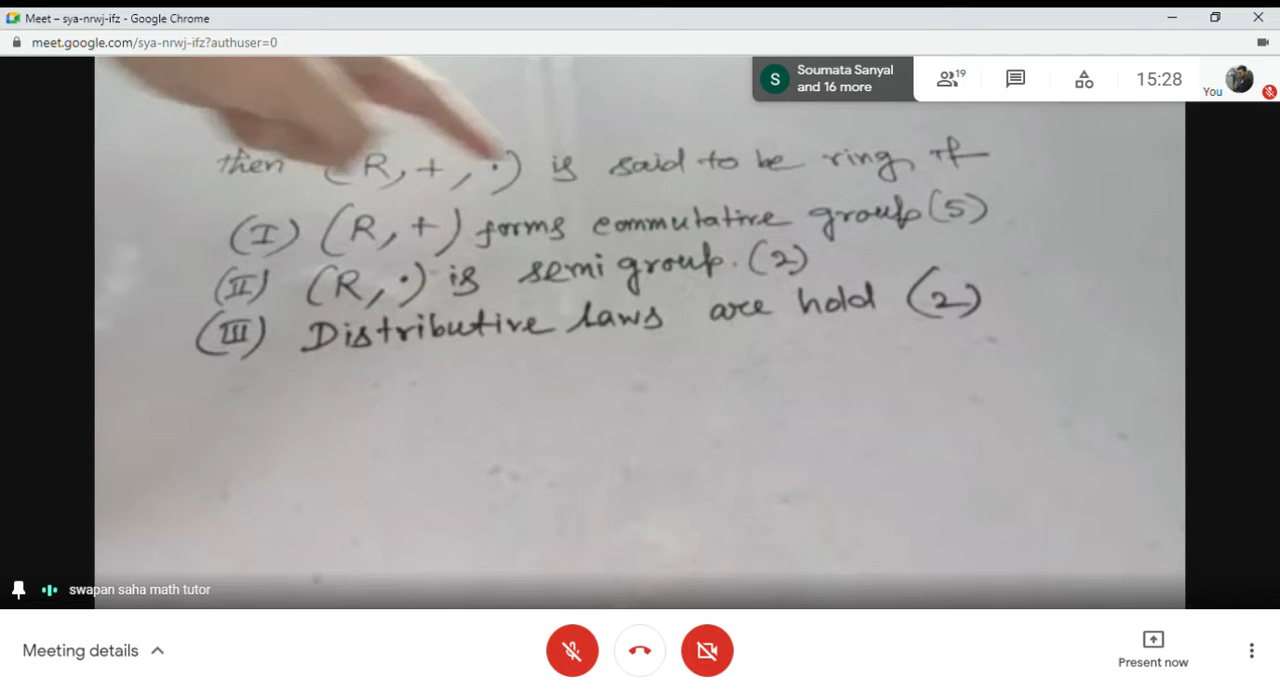 Meet – sya-nrwj-ifz - Google Chrome
meet.google.com/sya-nrwj-ifz?authuser=0
S
Soumata Sanyal
and 16 more
19
15:28
You
then (R, +, ·) is said to be ring, if
(I) (R, +) forms commutative group (5)
(II) (R, ·) is semi group. (2)
(III) Distributive laws are hold (2)
swapan saha math tutor
Meeting details
Present now